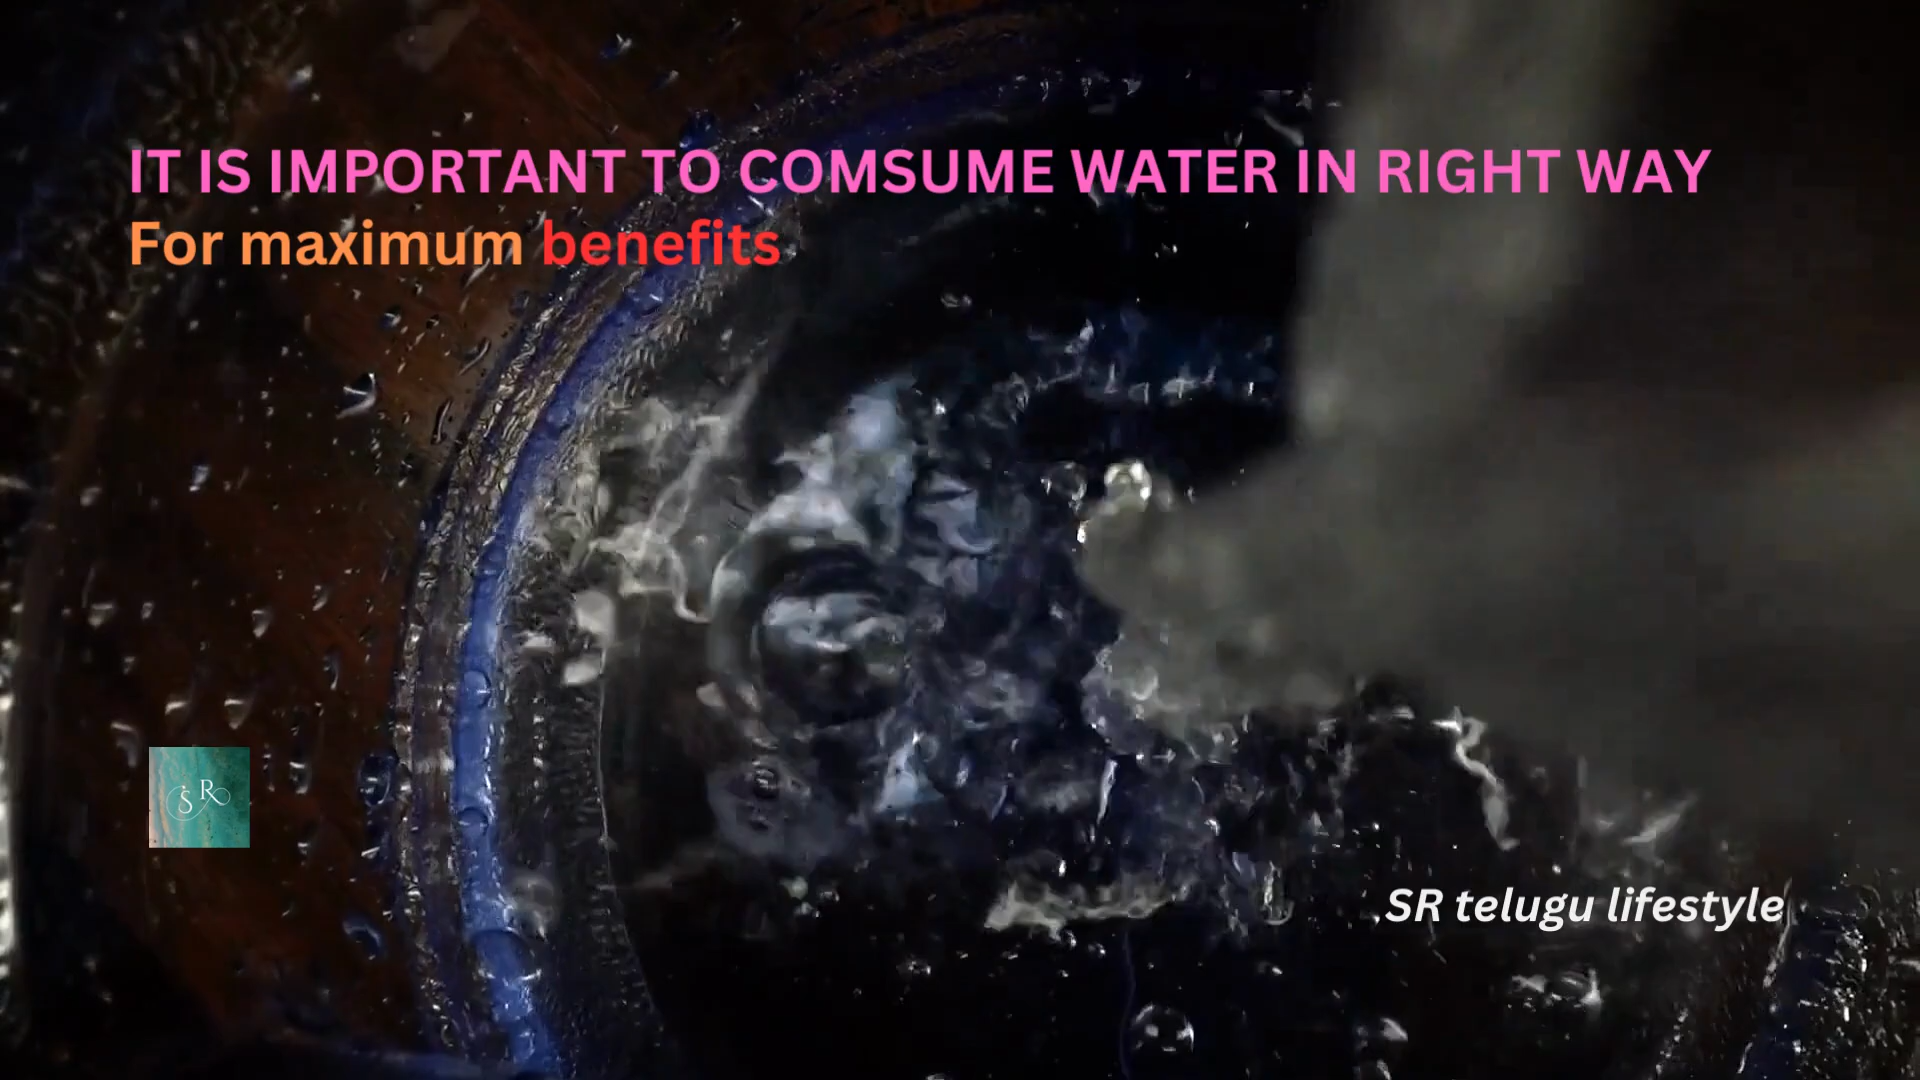 IT IS IMPORTANT TO COMSUME WATER IN RIGHT WAY
For maximum benefits
SR
SR telugu lifestyle